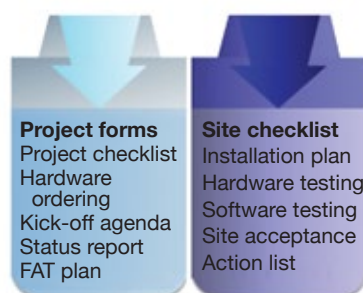 Project forms
Project checklist
Hardware
ordering
Kick-off agenda
Status report
FAT plan
Site checklist
Installation plan
Hardware testing
Software testing
Site acceptance
Action list